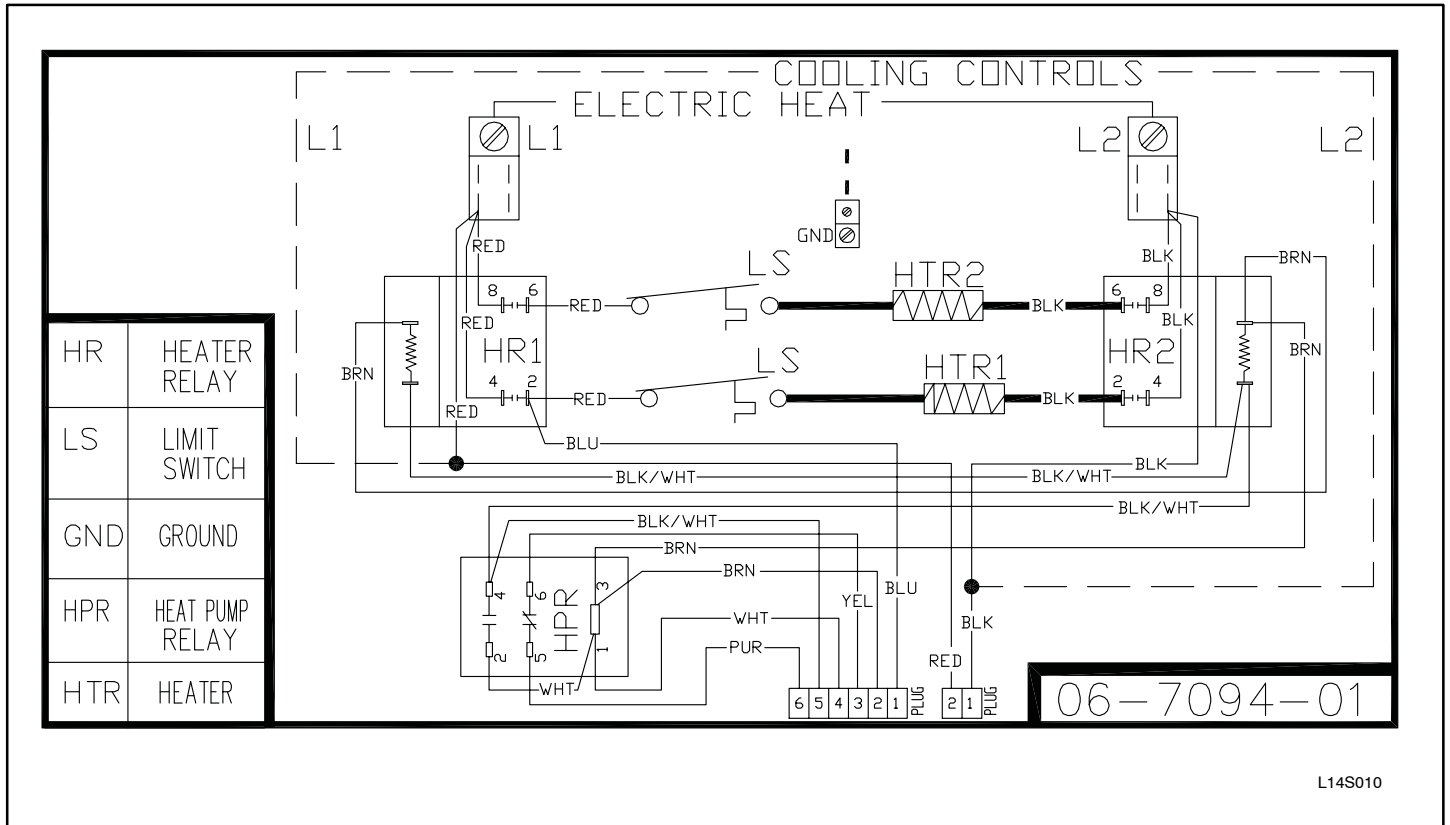 COOLING CONTROLS
ELECTRIC HEAT
L1
L1
L2
L2
GND
RED
BLK
BRN
LS
HTR2
8 6
RED
BLK
6 8
RED
BLK
HR1
HR2
BRN
BRN
LS
HTR1
4 2
RED
BLK
2 4
RED
BLU
BLK
BLK/WHT
BLK/WHT
BLK/WHT
BLK/WHT
BRN
BRN
4
6
3
HPR
YEL
BLU
WHT
BLK
PUR
2
5
1
RED
WHT
6 5 4 3 2 1 PLUG
2 1 PLUG
HR HEATER RELAY
LS LIMIT SWITCH
GND GROUND
HPR HEAT PUMP RELAY
HTR HEATER
06-7094-01
L14S010